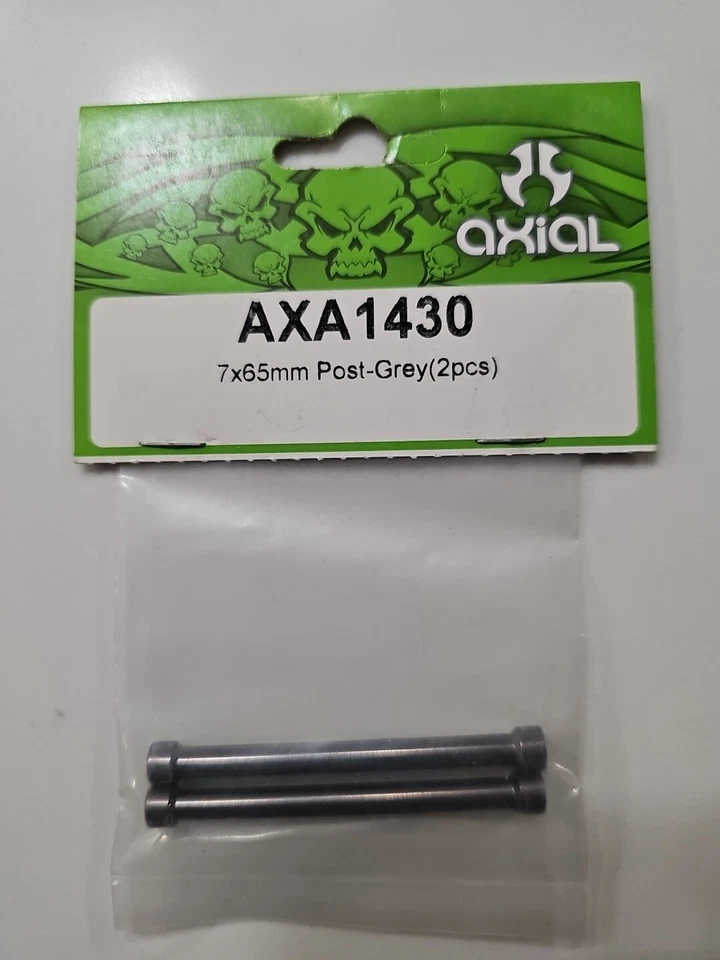 axial
AXA1430
7x65mm Post-Grey(2pcs)